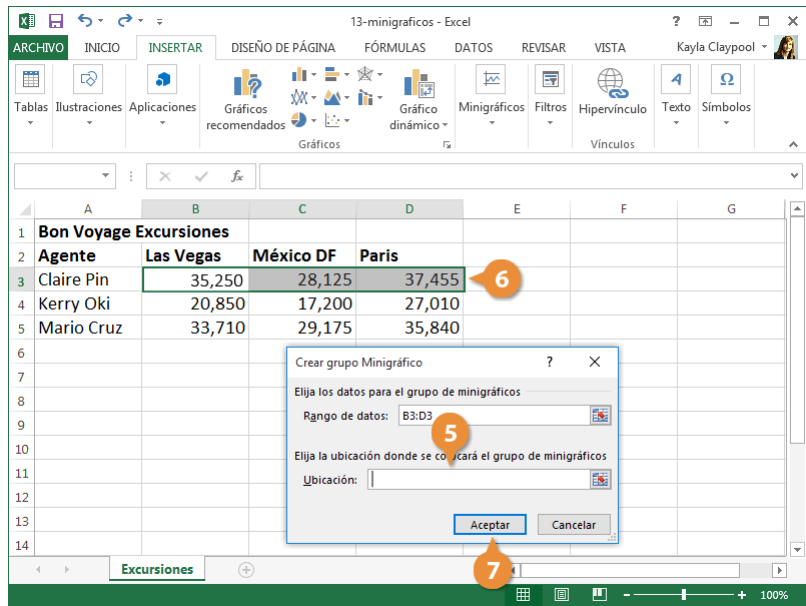 13-minigraficos - Excel
ARCHIVO INICIO INSERTAR DISEÑO DE PÁGINA FÓRMULAS DATOS REVISAR VISTA Kayla Claypool
Tablas Ilustraciones Aplicaciones Gráficos recomendados Gráfico dinámico Minigráficos Filtros Hipervínculo Texto Símbolos
Gráficos Vínculos
fx
A B C D E F G
1 Bon Voyage Excursiones
2 Agente Las Vegas México DF Paris
3 Claire Pin 35,250 28,125 37,455 6
4 Kerry Oki 20,850 17,200 27,010
5 Mario Cruz 33,710 29,175 35,840
6
7
8
9
10
11
12
13
14
Crear grupo Minigráfico ? X
Elija los datos para el grupo de minigráficos
Rango de datos: B3:D3
5
Elija la ubicación donde se colocará el grupo de minigráficos
Ubicación:
Aceptar Cancelar
7
Excursiones
100%